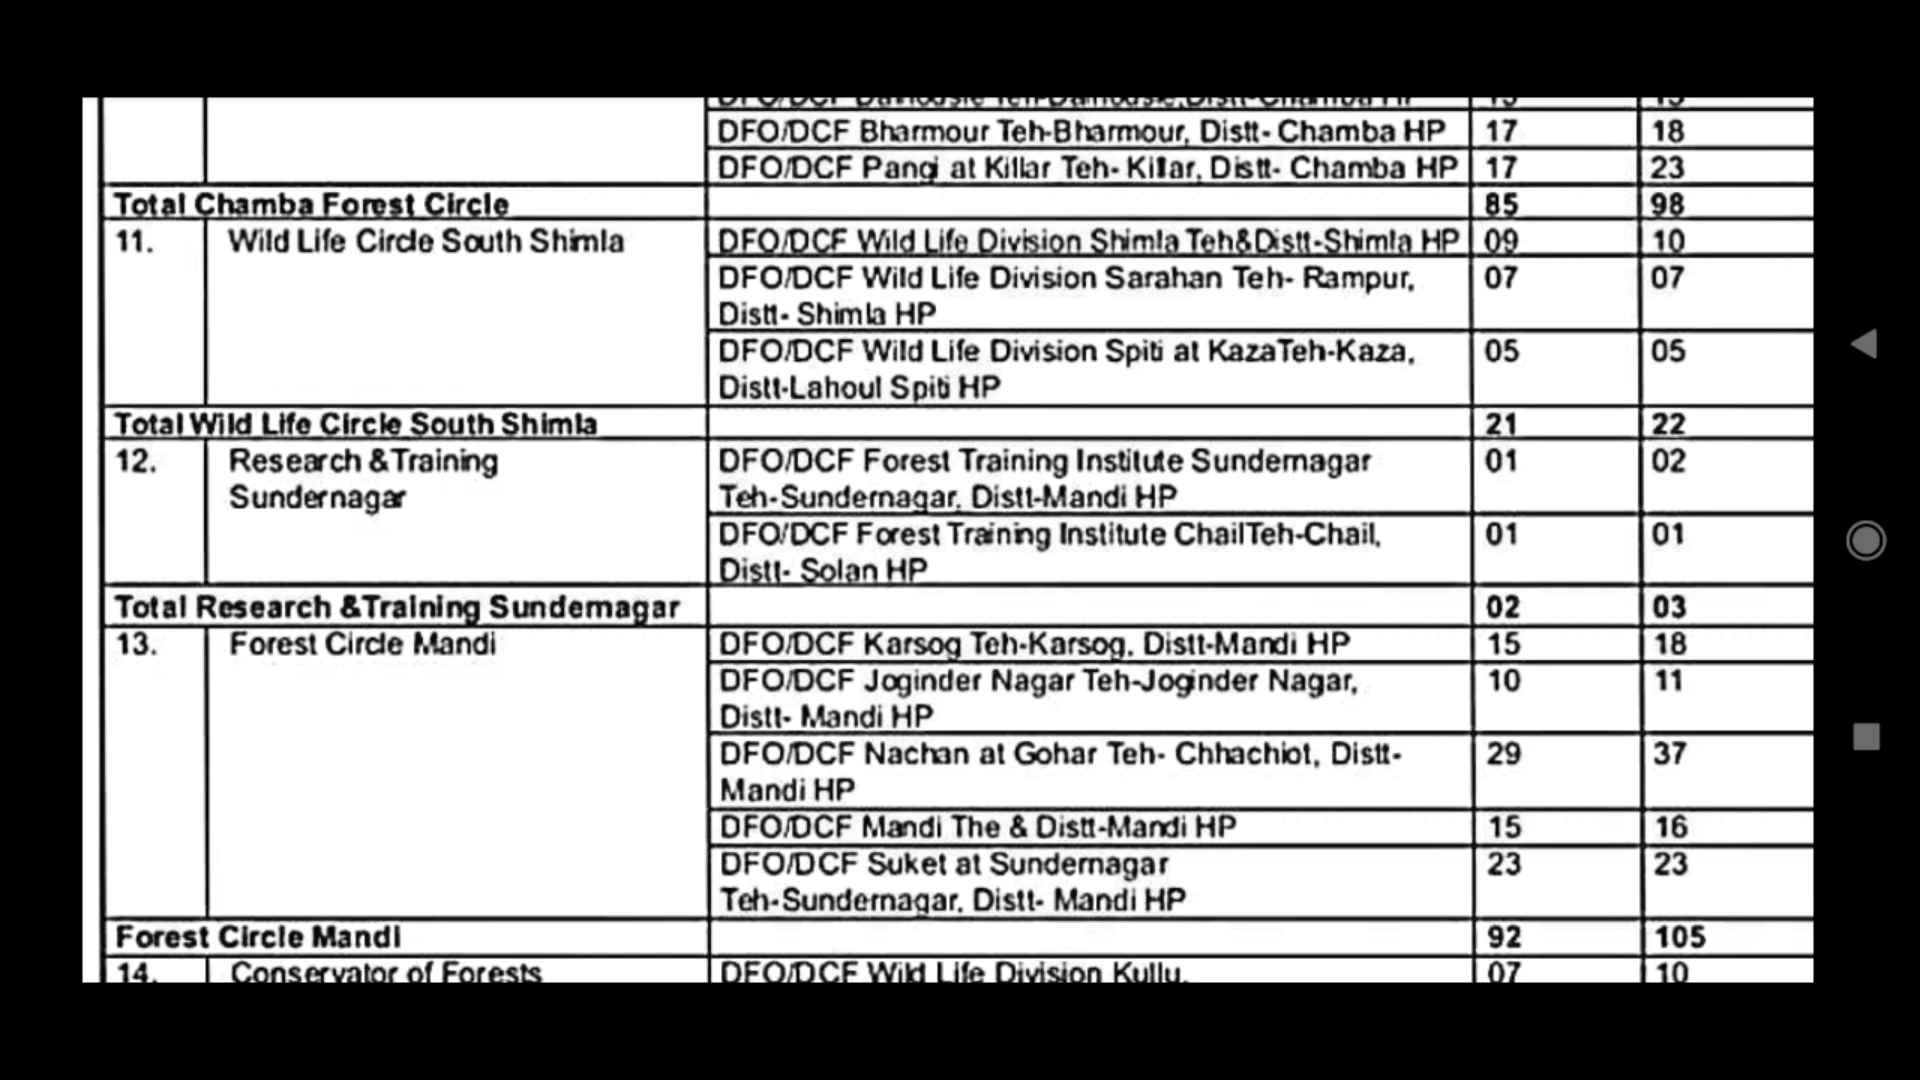 DFO/DCF Dalhousie Teh-Dalhousie,Distt-Chamba HP
DFO/DCF Bharmour Teh-Bharmour, Distt- Chamba HP 17 18
DFO/DCF Pangi at Killar Teh- Killar, Distt- Chamba HP 17 23
Total Chamba Forest Circle 85 98
11. Wild Life Circle South Shimla DFO/DCF Wild Life Division Shimla Teh&Distt-Shimla HP 09 10
DFO/DCF Wild Life Division Sarahan Teh- Rampur, 07 07
Distt- Shimla HP
DFO/DCF Wild Life Division Spiti at KazaTeh-Kaza, 05 05
Distt-Lahoul Spiti HP
Total Wild Life Circle South Shimla 21 22
12. Research &Training DFO/DCF Forest Training Institute Sundernagar 01 02
Sundernagar Teh-Sundernagar, Distt-Mandi HP
DFO/DCF Forest Training Institute ChailTeh-Chail, 01 01
Distt- Solan HP
Total Research &Training Sundernagar 02 03
13. Forest Circle Mandi DFO/DCF Karsog Teh-Karsog, Distt-Mandi HP 15 18
DFO/DCF Joginder Nagar Teh-Joginder Nagar, 10 11
Distt- Mandi HP
DFO/DCF Nachan at Gohar Teh- Chhachiot, Distt- 29 37
Mandi HP
DFO/DCF Mandi The & Distt-Mandi HP 15 16
DFO/DCF Suket at Sundernagar 23 23
Teh-Sundernagar, Distt- Mandi HP
Forest Circle Mandi 92 105
14. Conservator of Forests DFO/DCF Wild Life Division Kullu, 07 10